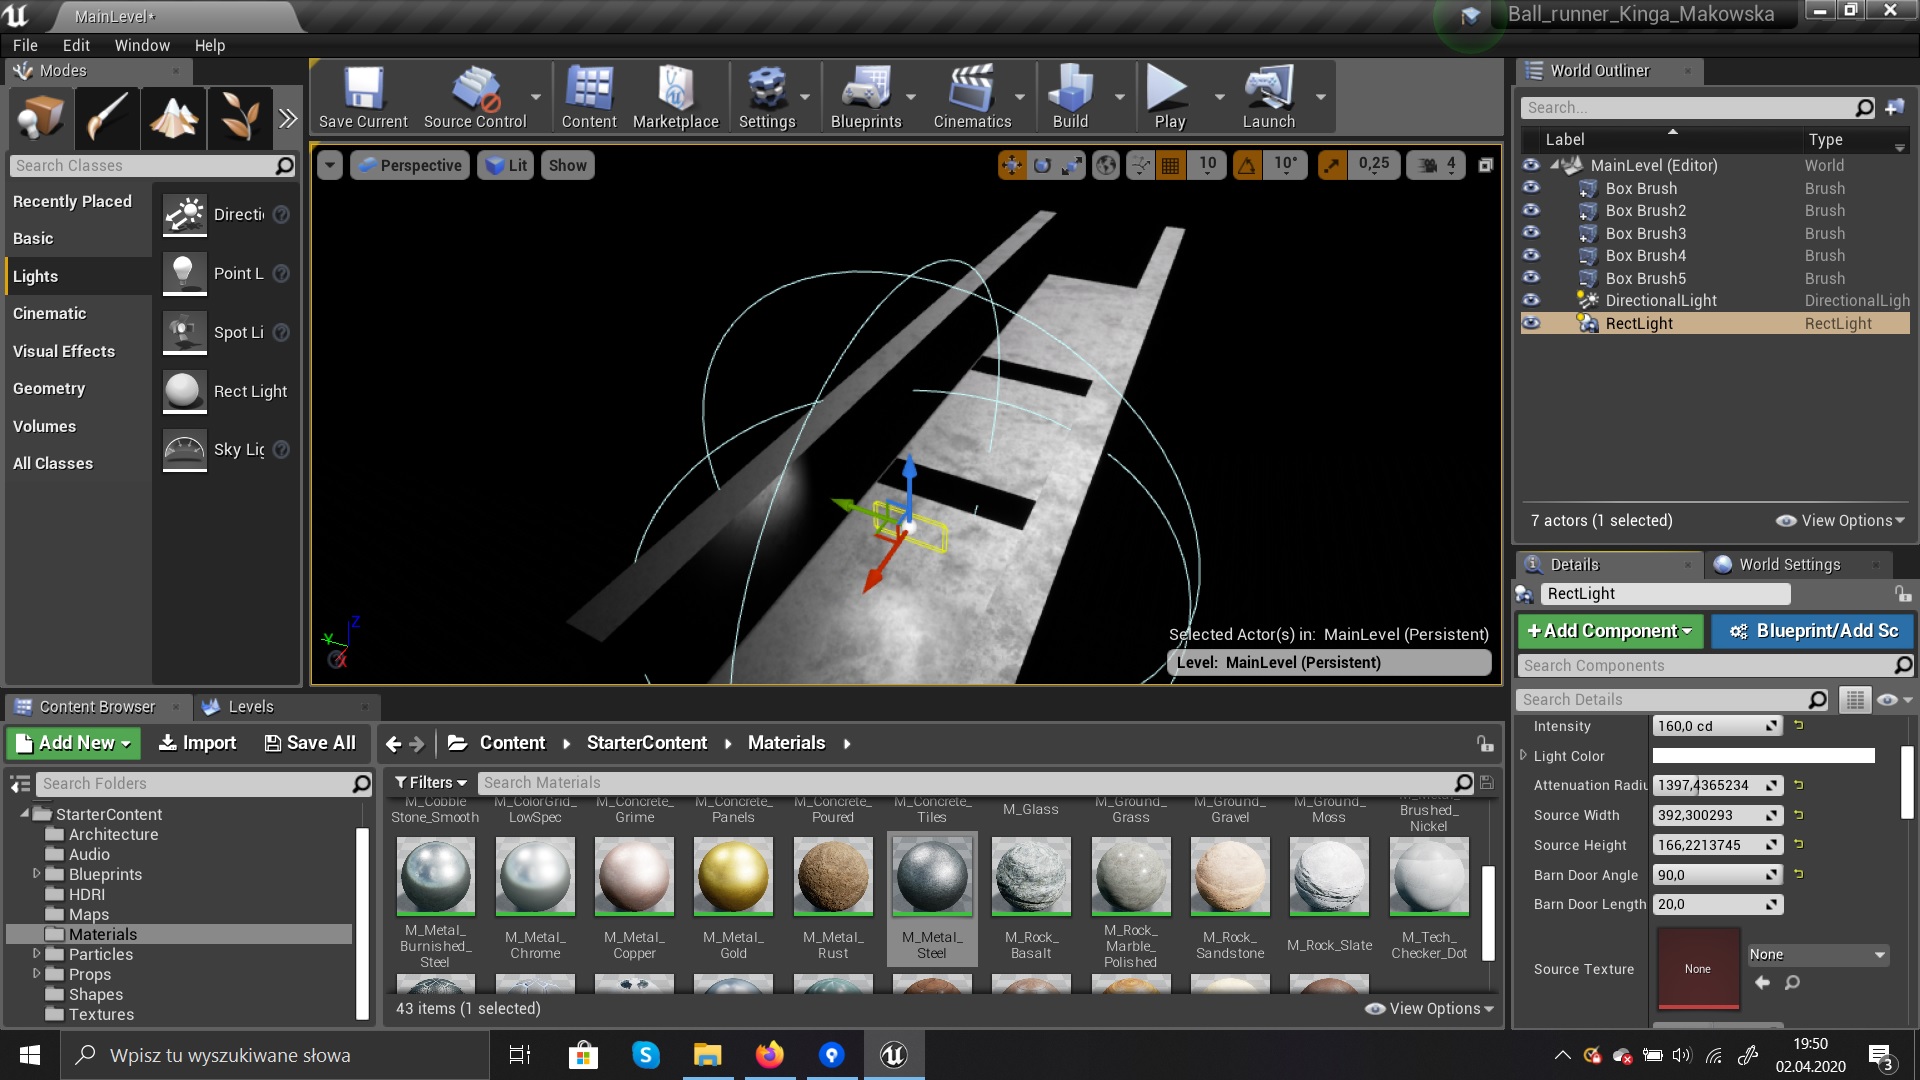 MainLevel*
Ball_runner_Kinga_Makowska
File Edit Window Help
Modes
Save Current
Source Control
Content
Marketplace
Settings
Blueprints
Cinematics
Build
Play
Launch
Search Classes
Recently Placed
Basic
Lights
Cinematic
Visual Effects
Geometry
Volumes
All Classes
Directi
Point L
Spot Li
Rect Light
Sky Lig
Perspective
Lit
Show
10
10°
0,25
4
Z
Y
X
Selected Actor(s) in: MainLevel (Persistent)
Level: MainLevel (Persistent)
World Outliner
Search...
Label Type
MainLevel (Editor) World
Box Brush Brush
Box Brush2 Brush
Box Brush3 Brush
Box Brush4 Brush
Box Brush5 Brush
DirectionalLight DirectionalLigh
RectLight RectLight
7 actors (1 selected)
View Options
Details
World Settings
RectLight
+Add Component
Blueprint/Add Sc
Search Components
Search Details
Intensity 160,0 cd
Light Color
Attenuation Radiu 1397,4365234
Source Width 392,300293
Source Height 166,2213745
Barn Door Angle 90,0
Barn Door Length 20,0
Source Texture None None
Content Browser
Levels
Add New
Import
Save All
Content StarterContent Materials
Search Folders
StarterContent
Architecture
Audio
Blueprints
HDRI
Maps
Materials
Particles
Props
Shapes
Textures
Filters
Search Materials
M_Cobble
Stone_Smooth
M_ColorGrid_
LowSpec
M_Concrete_
Grime
M_Concrete_
Panels
M_Concrete_
Poured
M_Concrete_
Tiles
M_Glass
M_Ground_
Grass
M_Ground_
Gravel
M_Ground_
Moss
M_Metal_
Brushed_
Nickel
M_Metal_
Burnished_
Steel
M_Metal_
Chrome
M_Metal_
Copper
M_Metal_
Gold
M_Metal_
Rust
M_Metal_
Steel
M_Rock_
Basalt
M_Rock_
Marble_
Polished
M_Rock_
Sandstone
M_Rock_Slate
M_Tech_
Checker_Dot
43 items (1 selected)
View Options
Wpisz tu wyszukiwane słowa
19:50
02.04.2020
3